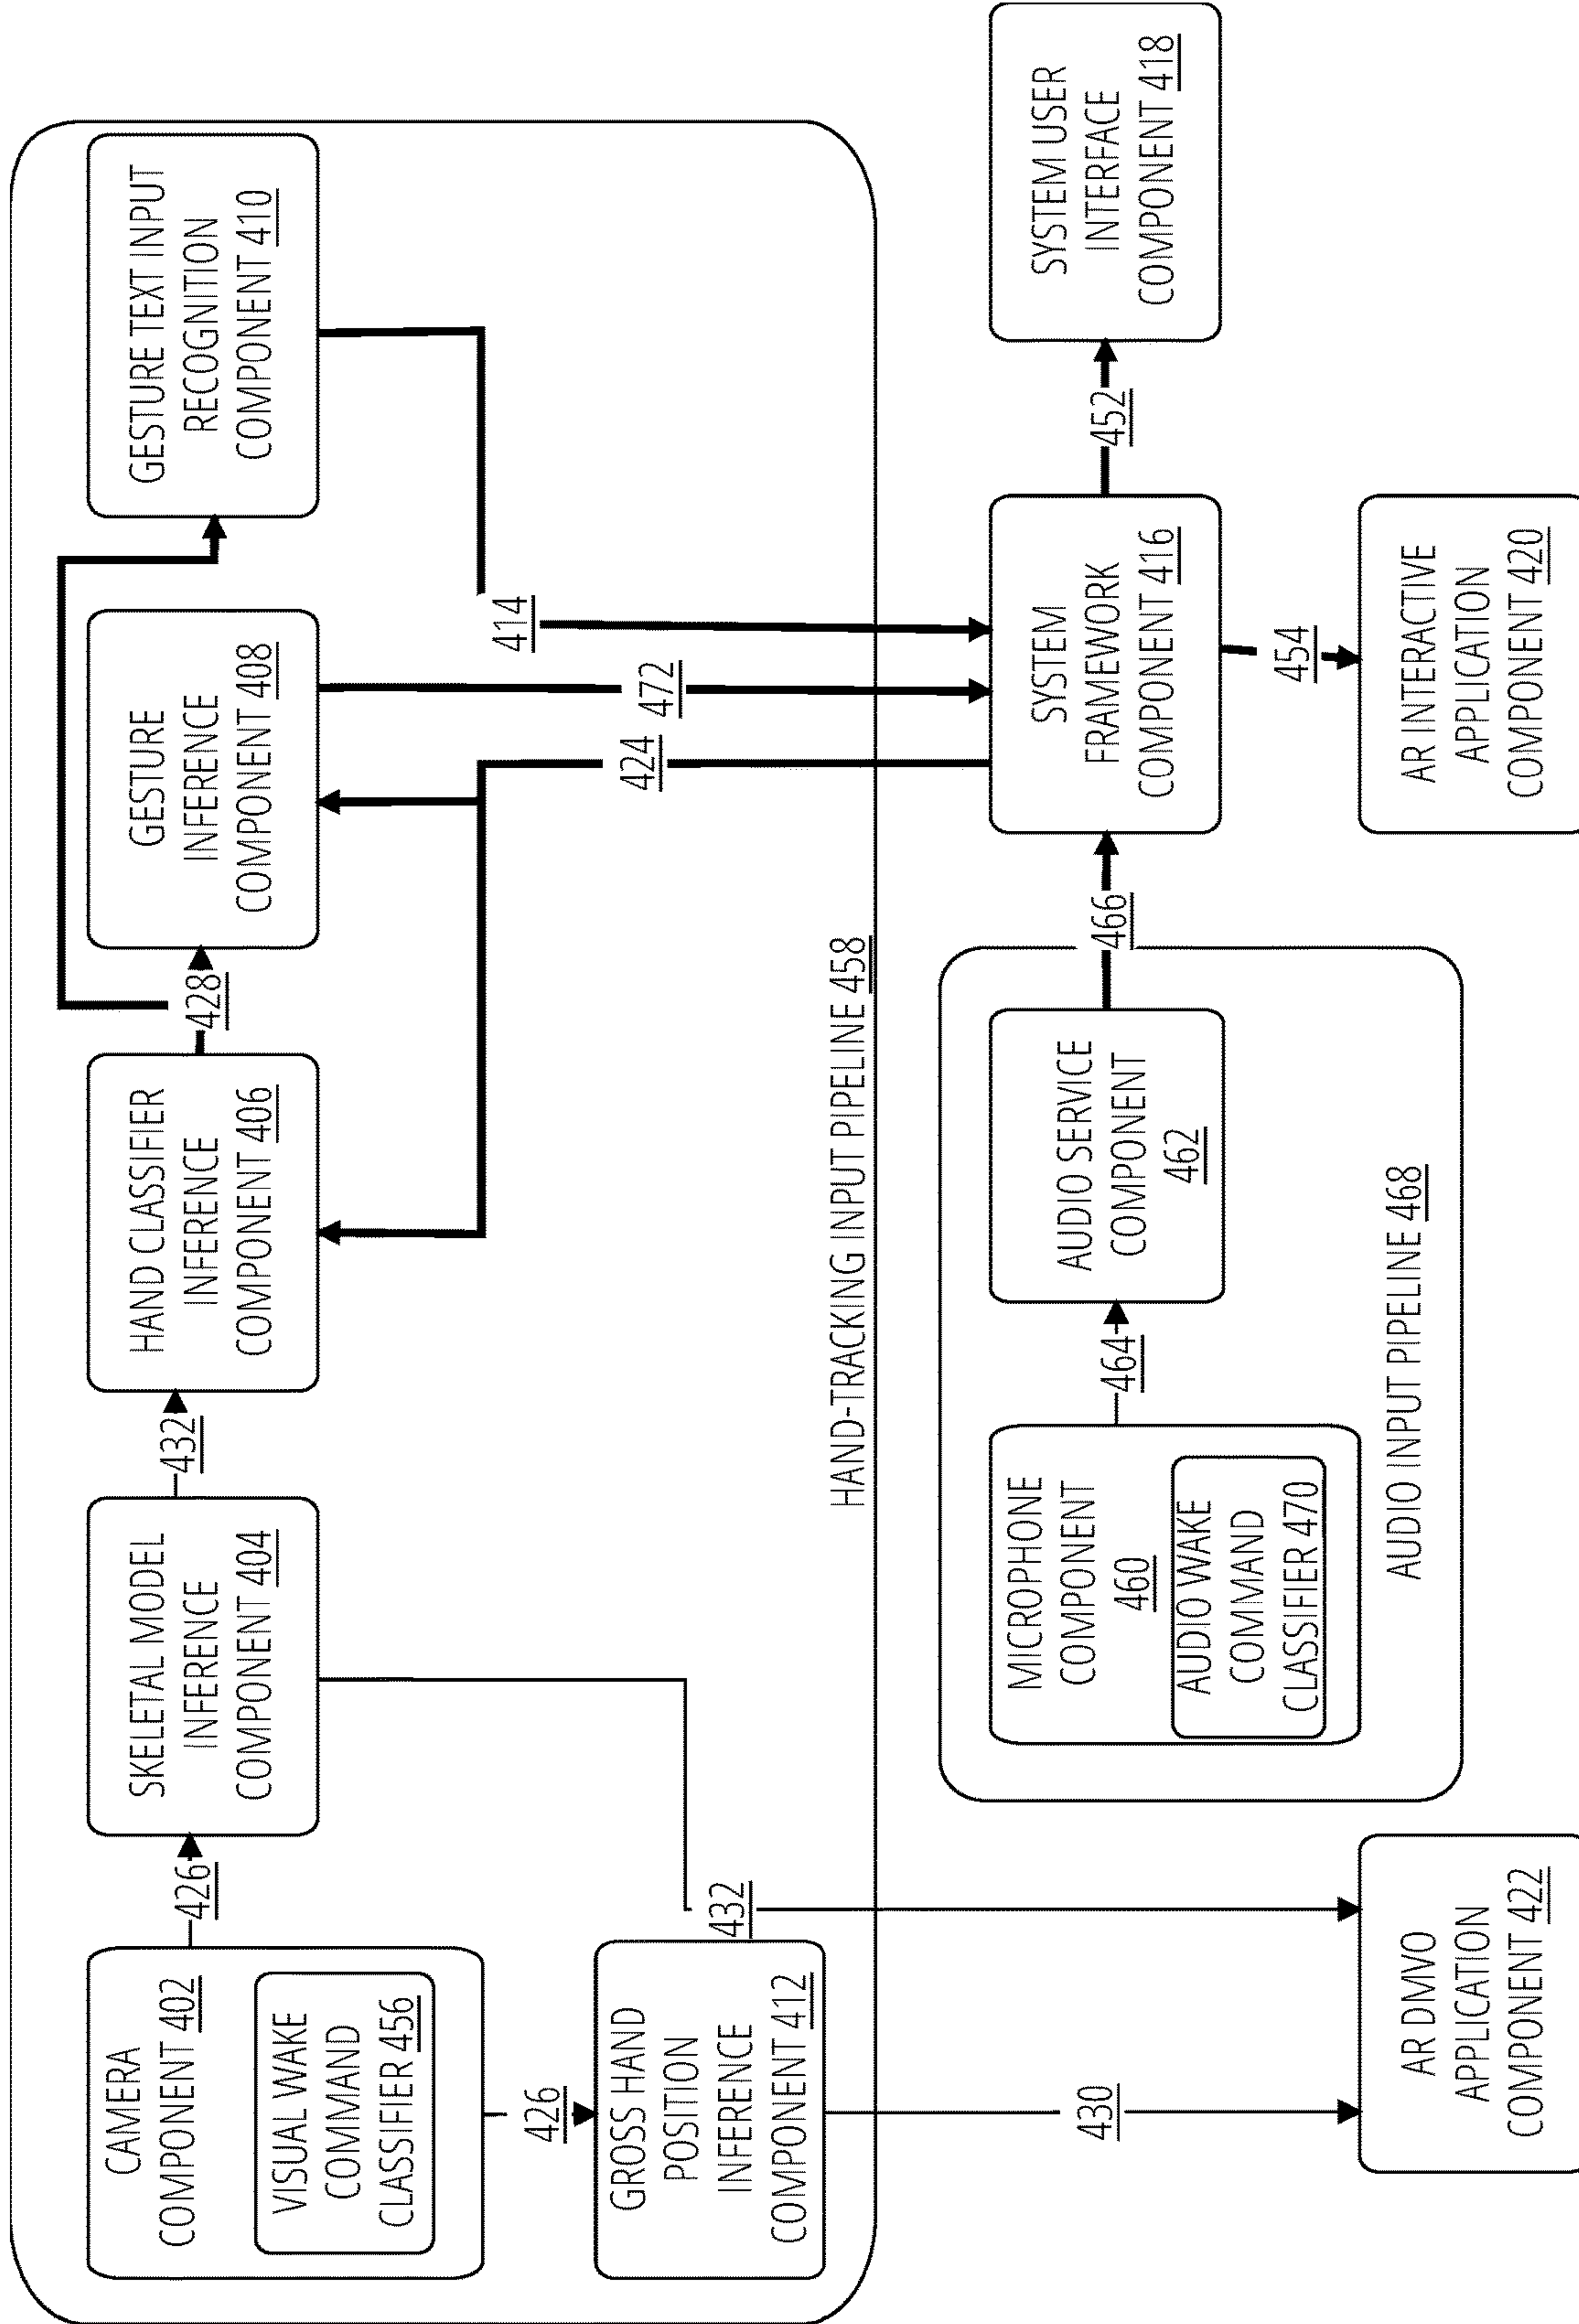 CAMERA
COMPONENT 402
VISUAL WAKE
COMMAND
CLASSIFIER 456
426
SKELETAL MODEL
INFERENCE
COMPONENT 404
432
HAND CLASSIFIER
INFERENCE
COMPONENT 406
428
GESTURE
INFERENCE
COMPONENT 408
GESTURE TEXT INPUT
RECOGNITION
COMPONENT 410
426
GROSS HAND
POSITION
INFERENCE
COMPONENT 412
432
424
472
414
HAND-TRACKING INPUT PIPELINE 458
430
MICROPHONE
COMPONENT
460
AUDIO WAKE
COMMAND
CLASSIFIER 470
464
AUDIO SERVICE
COMPONENT
462
AUDIO INPUT PIPELINE 468
466
SYSTEM
FRAMEWORK
COMPONENT 416
452
SYSTEM USER
INTERFACE
COMPONENT 418
454
AR DMVO
APPLICATION
COMPONENT 422
AR INTERACTIVE
APPLICATION
COMPONENT 420